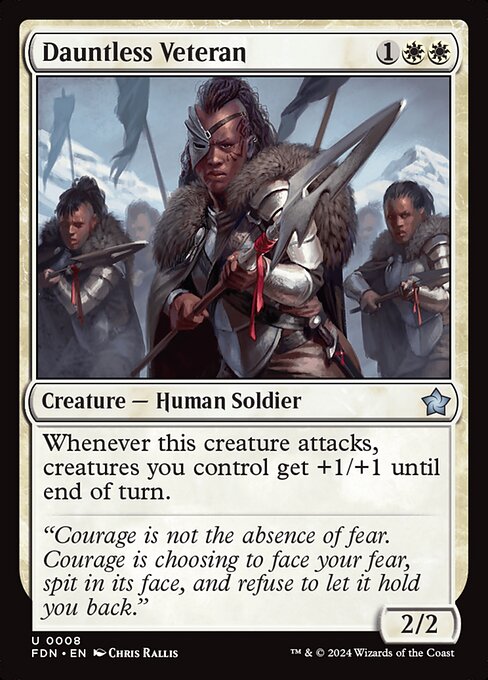 Dauntless Veteran 1
Creature — Human Soldier
Whenever this creature attacks,
creatures you control get +1/+1 until
end of turn.
“Courage is not the absence of fear.
Courage is choosing to face your fear,
spit in its face, and refuse to let it hold
you back.”
2/2
U 0008
FDN • EN Chris Rallis
™ & © 2024 Wizards of the Coast